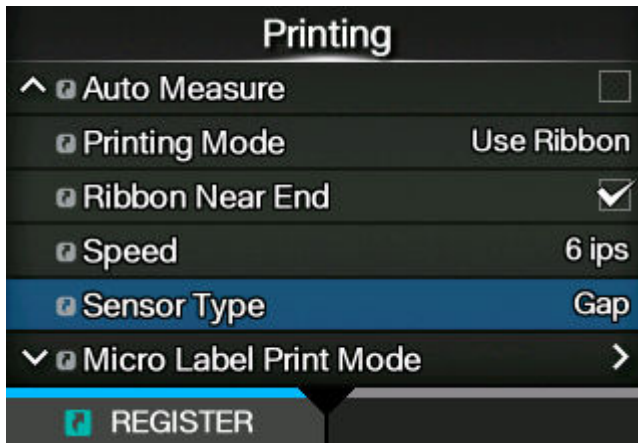 Printing
Auto Measure
Printing Mode Use Ribbon
Ribbon Near End
Speed 6 ips
Sensor Type Gap
Micro Label Print Mode
REGISTER